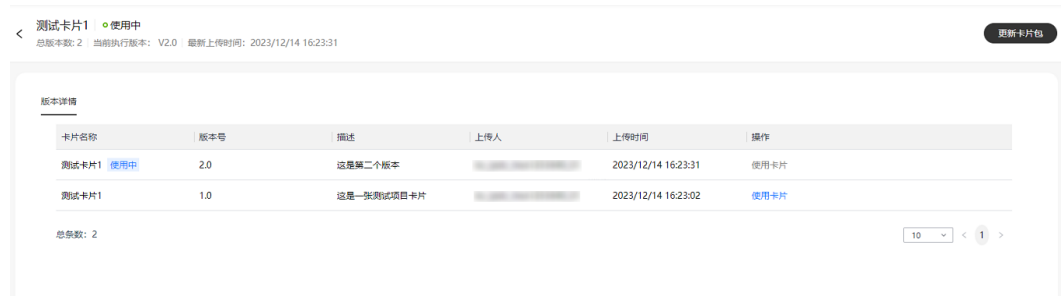 测试卡片1 使用中
总版本数: 2 当前执行版本： V2.0 最新上传时间：2023/12/14 16:23:31
更新卡片包
版本详情
卡片名称 版本号 描述 上传人 上传时间 操作
测试卡片1 使用中 2.0 这是第二个版本 2023/12/14 16:23:31 使用卡片
测试卡片1 1.0 这是一张测试项目卡片 2023/12/14 16:23:02 使用卡片
总条数：2 10 < 1 >